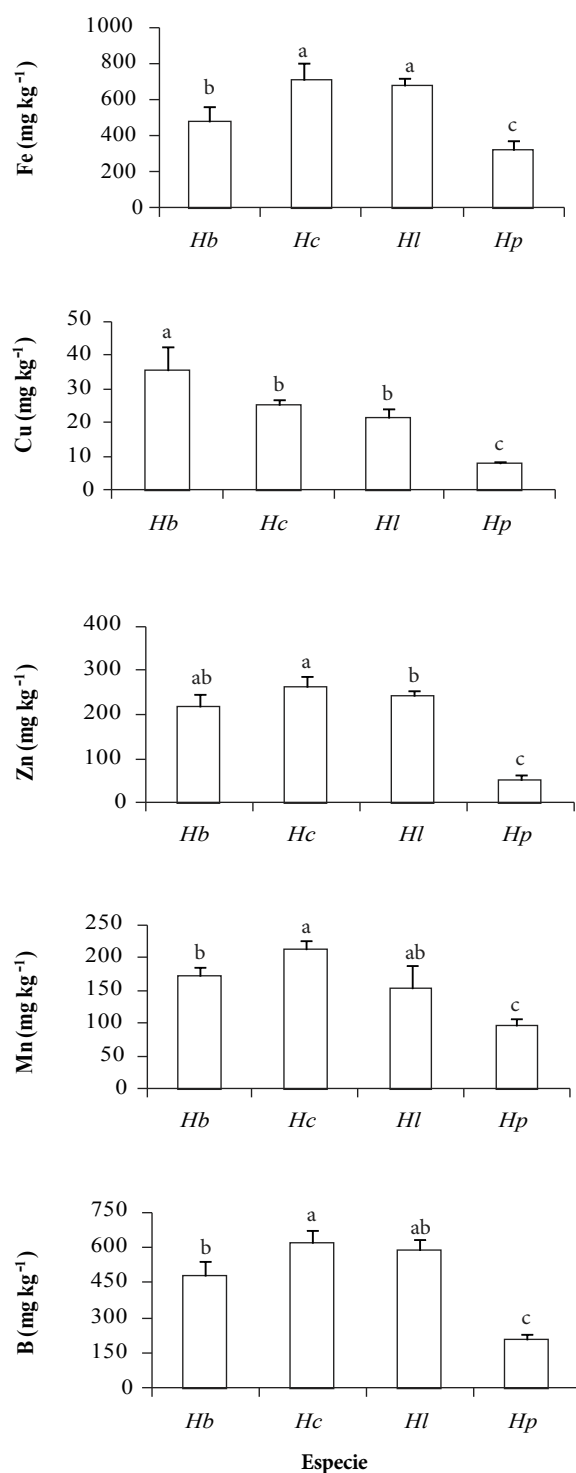 Fe (mg kg⁻¹)
1000
800
600
400
200
0
b
a
a
c
Hb Hc Hl Hp
Cu (mg kg⁻¹)
50
40
30
20
10
0
a
b
b
c
Hb Hc Hl Hp
Zn (mg kg⁻¹)
400
300
200
100
0
ab
a
b
c
Hb Hc Hl Hp
Mn (mg kg⁻¹)
250
200
150
100
50
0
b
a
ab
c
Hb Hc Hl Hp
B (mg kg⁻¹)
750
600
450
300
150
0
b
a
ab
c
Hb Hc Hl Hp
Especie